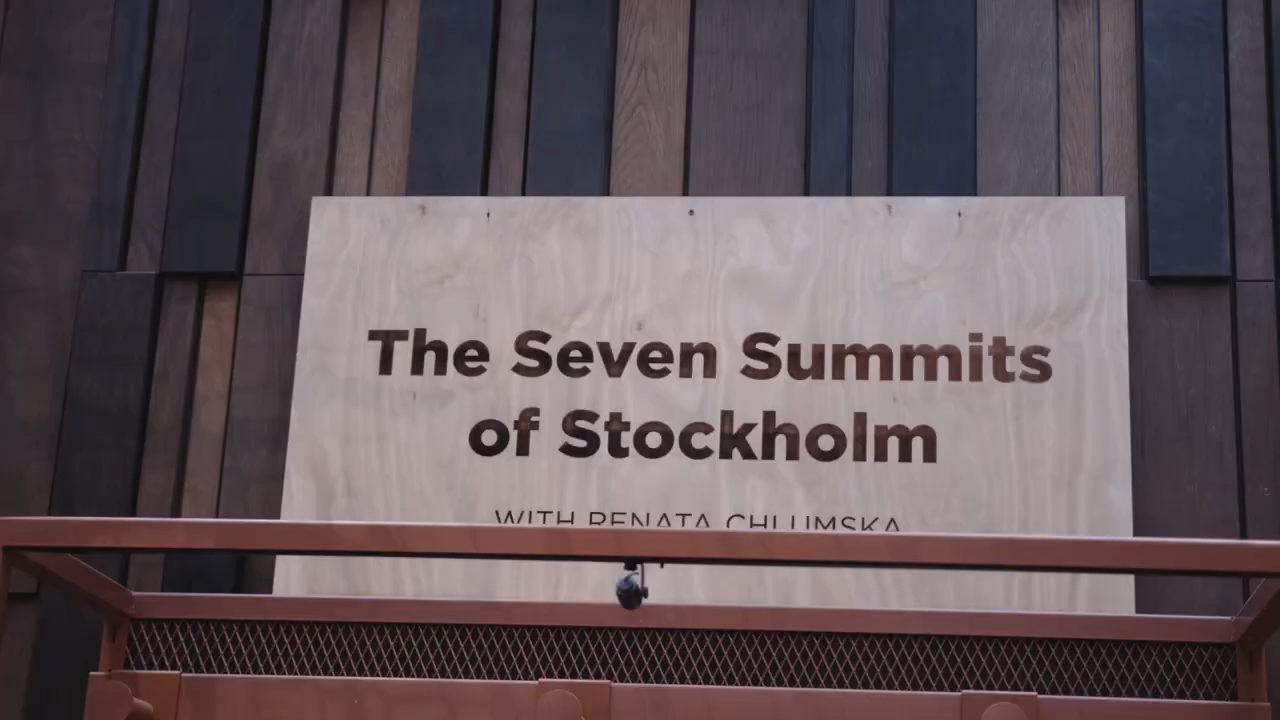 The Seven Summits
of Stockholm
WITH RENATA CHLUMSKA